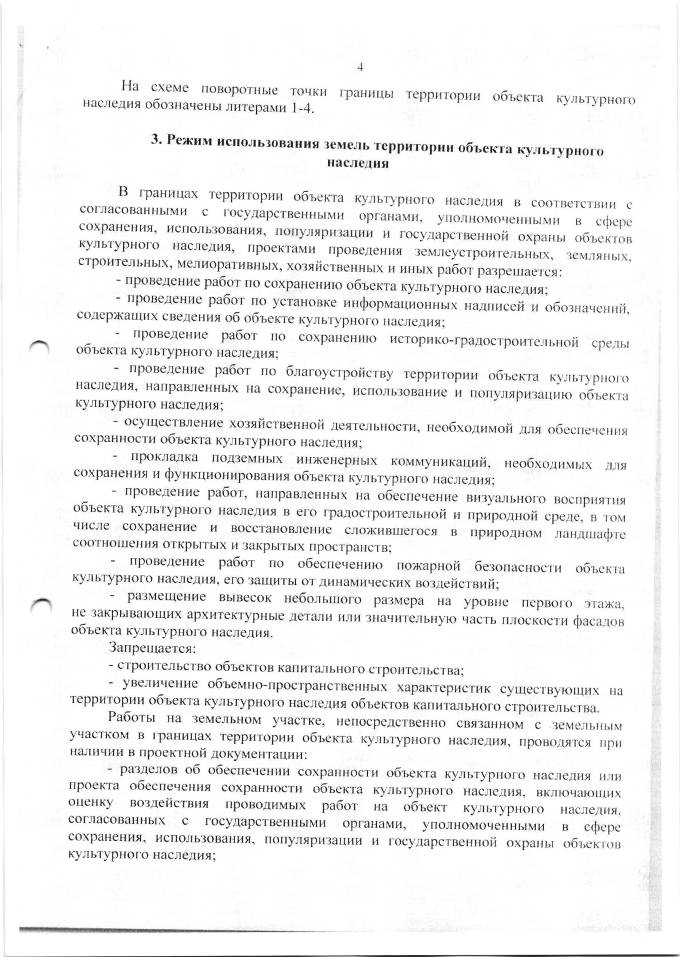 4
На схеме поворотные точки границы территории объекта культурного
наследия обозначены литерами 1-4.
3. Режим использования земель территории объекта культурного
наследия
В границах территории объекта культурного наследия в соответствии с
согласованными с государственными органами, уполномоченными в сфере
сохранения, использования, популяризации и государственной охраны объектов
культурного наследия, проектами проведения землеустроительных, земляных,
строительных, мелиоративных, хозяйственных и иных работ разрешается:
- проведение работ по сохранению объекта культурного наследия;
- проведение работ по установке информационных надписей и обозначений,
содержащих сведения об объекте культурного наследия;
- проведение работ по сохранению историко-градостроительной среды
объекта культурного наследия;
- проведение работ по благоустройству территории объекта культурного
наследия, направленных на сохранение, использование и популяризацию объекта
культурного наследия;
- осуществление хозяйственной деятельности, необходимой для обеспечения
сохранности объекта культурного наследия;
- прокладка подземных инженерных коммуникаций, необходимых для
сохранения и функционирования объекта культурного наследия;
- проведение работ, направленных на обеспечение визуального восприятия
объекта культурного наследия в его градостроительной и природной среде, в том
числе сохранение и восстановление сложившегося в природном ландшафте
соотношения открытых и закрытых пространств;
- проведение работ по обеспечению пожарной безопасности объекта
культурного наследия, его защиты от динамических воздействий;
- размещение вывесок небольшого размера на уровне первого этажа,
не закрывающих архитектурные детали или значительную часть плоскости фасадов
объекта культурного наследия.
Запрещается:
- строительство объектов капитального строительства;
- увеличение объемно-пространственных характеристик существующих на
территории объекта культурного наследия объектов капитального строительства.
Работы на земельном участке, непосредственно связанном с земельным
участком в границах территории объекта культурного наследия, проводятся при
наличии в проектной документации:
- разделов об обеспечении сохранности объекта культурного наследия или
проекта обеспечения сохранности объекта культурного наследия, включающих
оценку воздействия проводимых работ на объект культурного наследия,
согласованных с государственными органами, уполномоченными в сфере
сохранения, использования, популяризации и государственной охраны объектов
культурного наследия;